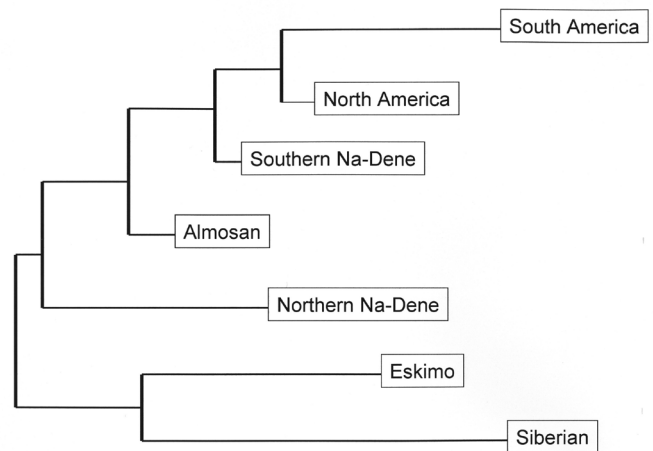 South America
North America
Southern Na-Dene
Almosan
Northern Na-Dene
Eskimo
Siberian